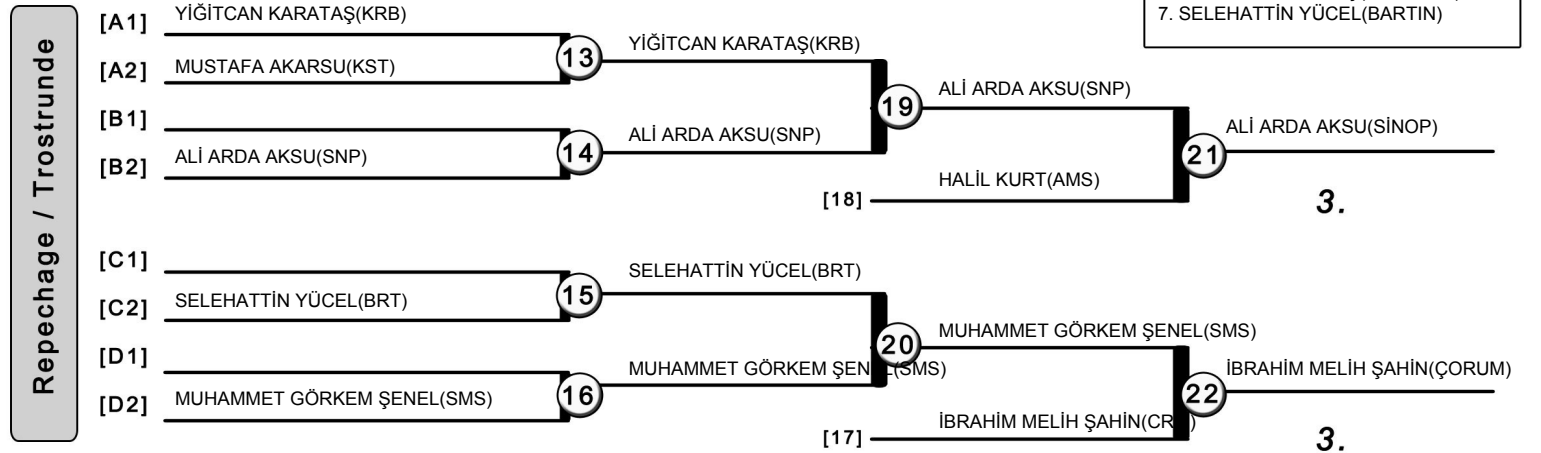 Repechage / Trostrunde
7. SELEHATTİN YÜCEL(BARTIN)
[A1] YİĞİTCAN KARATAŞ(KRB)
13
YİĞİTCAN KARATAŞ(KRB)
[A2] MUSTAFA AKARSU(KST)
19
ALİ ARDA AKSU(SNP)
[B1]
14
ALİ ARDA AKSU(SNP)
[B2] ALİ ARDA AKSU(SNP)
21
ALİ ARDA AKSU(SİNOP)
[18] HALİL KURT(AMS)
3.
[C1]
15
SELEHATTİN YÜCEL(BRT)
[C2] SELEHATTİN YÜCEL(BRT)
20
MUHAMMET GÖRKEM ŞENEL(SMS)
[D1]
16
MUHAMMET GÖRKEM ŞENEL(SMS)
[D2] MUHAMMET GÖRKEM ŞENEL(SMS)
22
İBRAHİM MELİH ŞAHİN(ÇORUM)
[17] İBRAHİM MELİH ŞAHİN(CR
3.